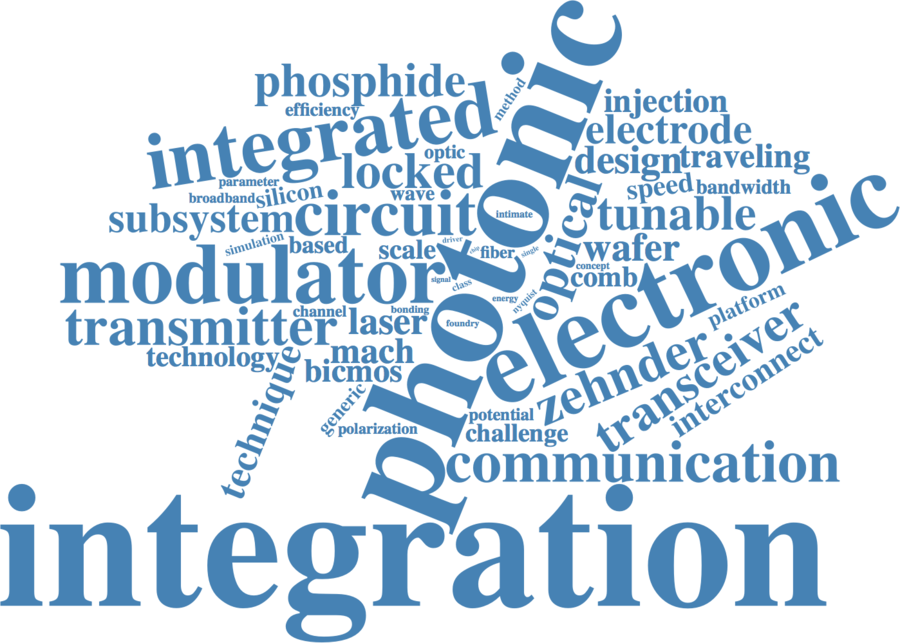 phosphide
efficiency
method
photonic
injection
integrated
electrode
optic
locked
design
traveling
parameter
broadband
silicon
wave
speed
bandwidth
subsystem
circuit
intimate
optical
tunable
simulation
based
scale
driver
chip
fiber
single
wafer
modulator
signal
class
concept
comb
electronic
energy
nyquist
channel
bonding
platform
transmitter
laser
foundry
technology
mach
zehnder
transceiver
bicmos
interconnect
technique
generic
polarization
potential
challenge
communication
integration